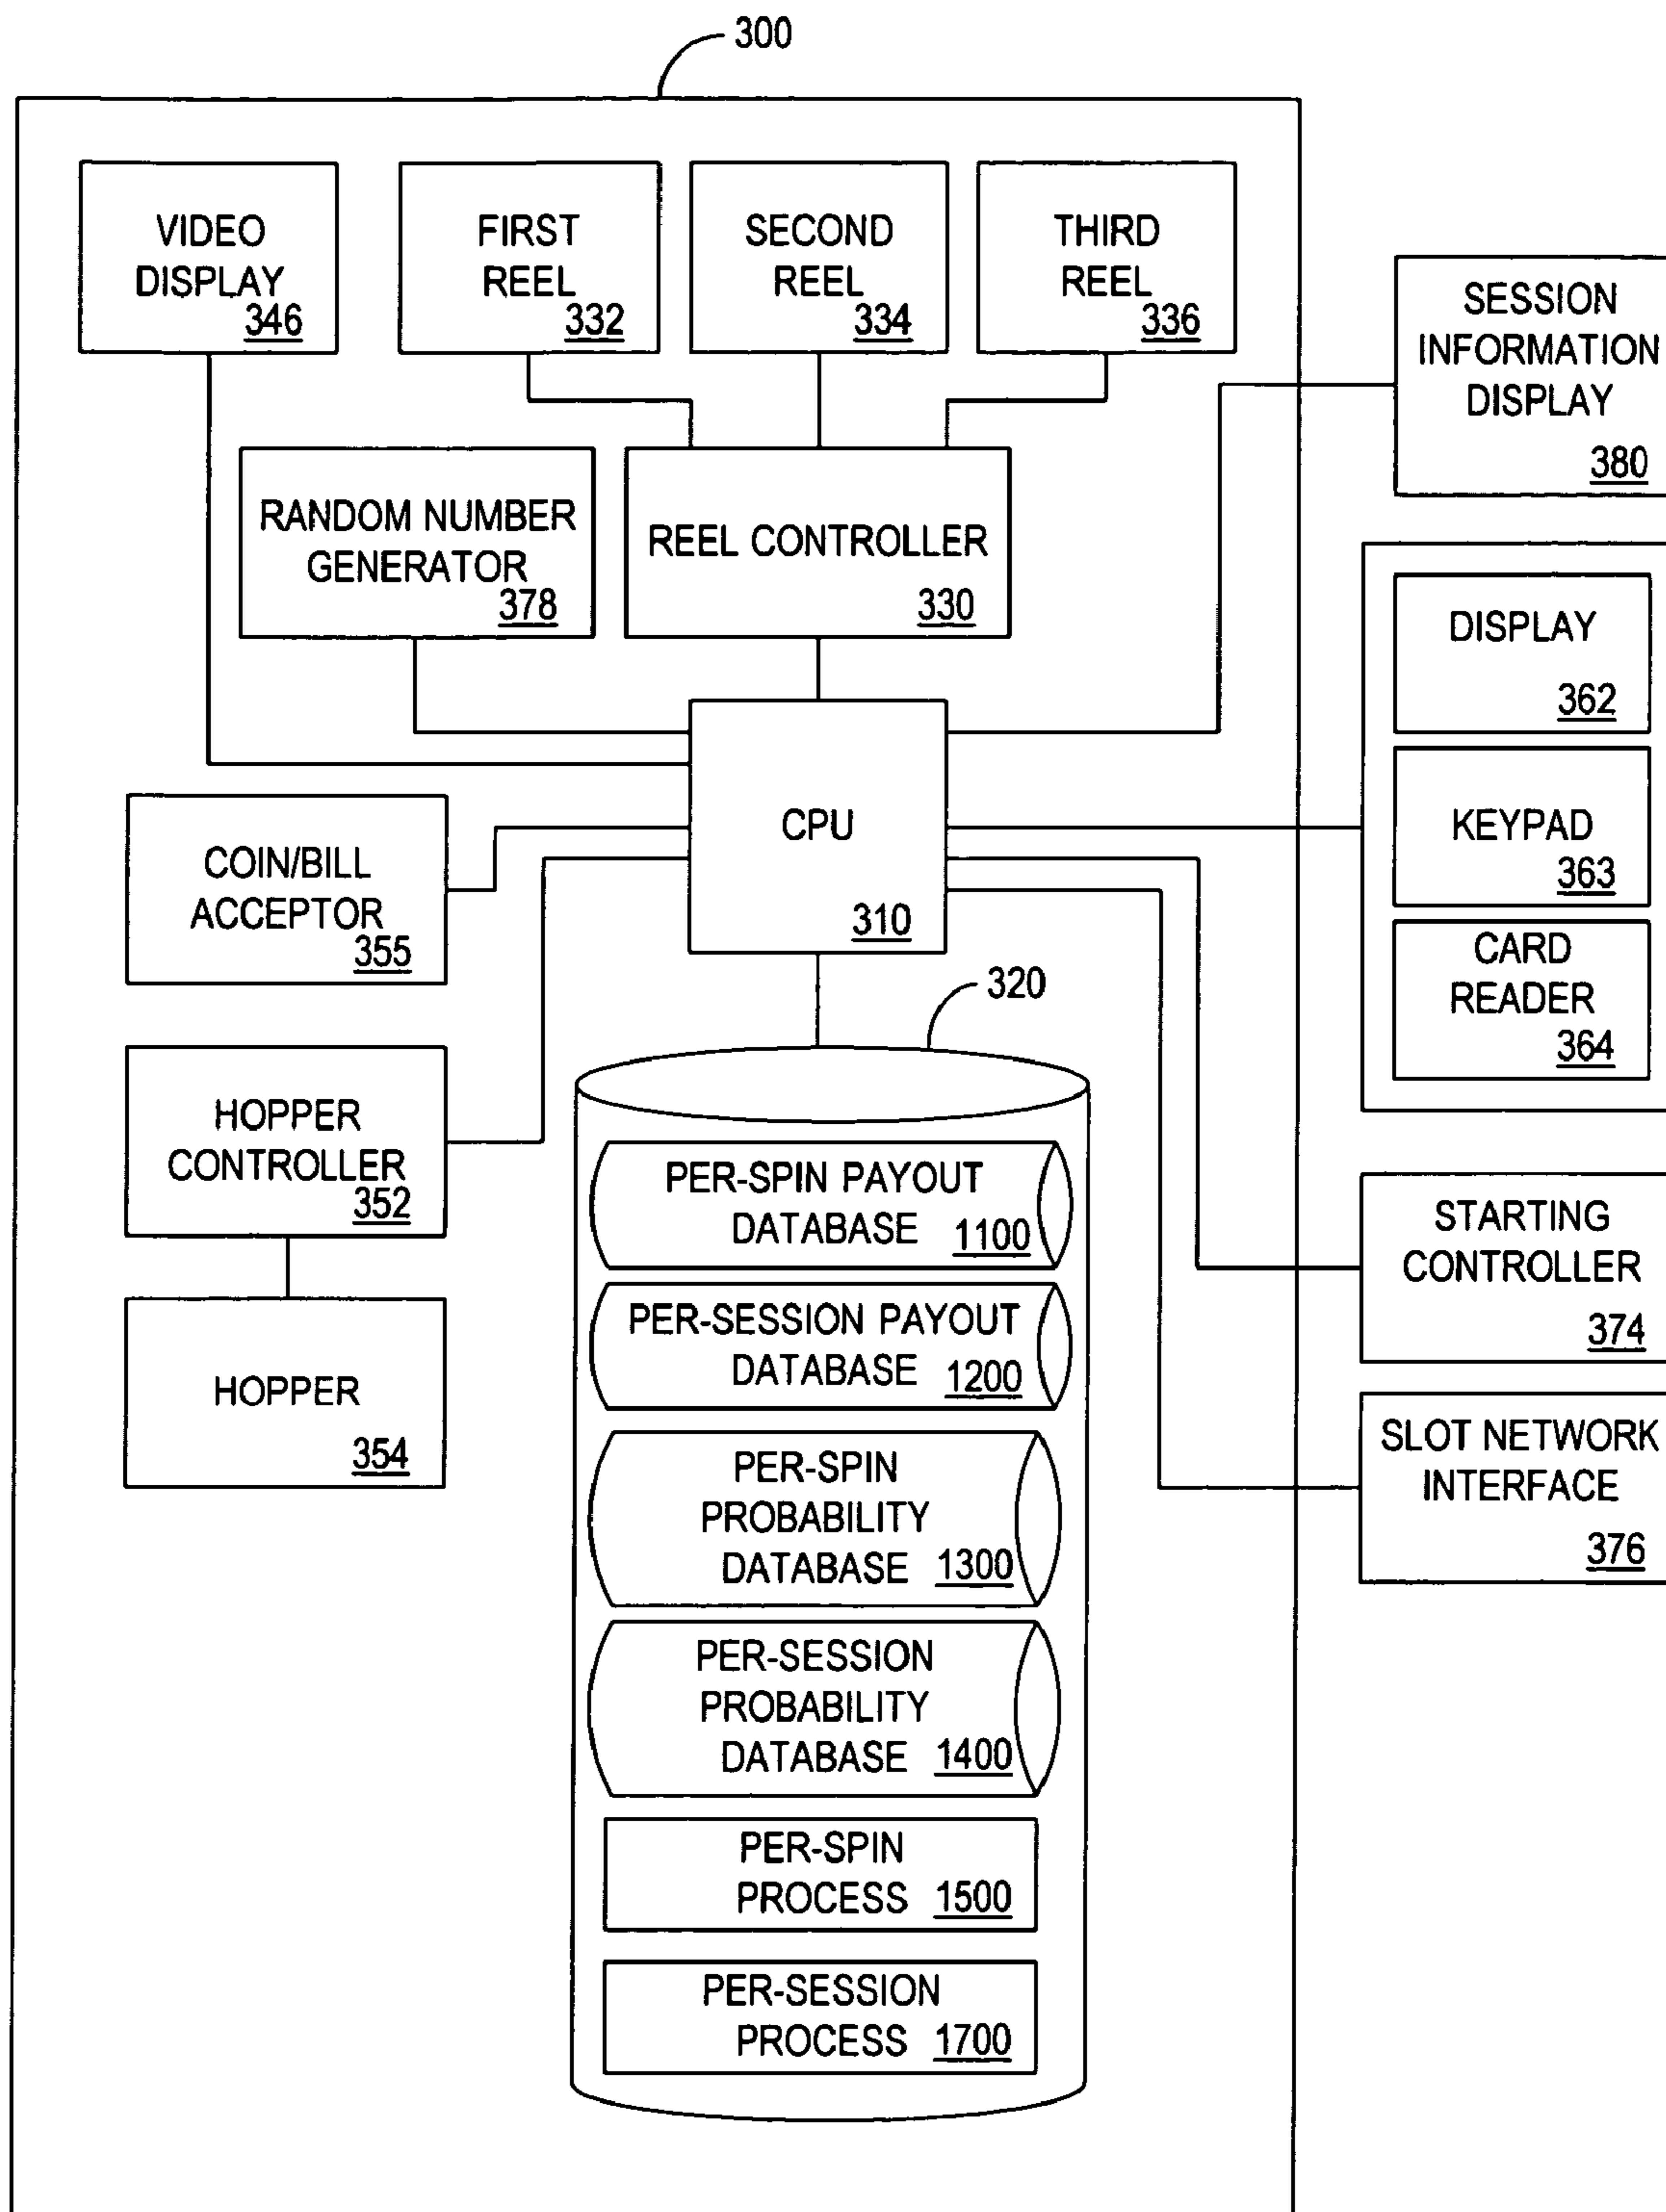 300
VIDEO
DISPLAY
346
FIRST
REEL
332
SECOND
REEL
334
THIRD
REEL
336
SESSION
INFORMATION
DISPLAY
380
RANDOM NUMBER
GENERATOR
378
REEL CONTROLLER
330
DISPLAY
362
KEYPAD
363
CARD
READER
364
CPU
310
COIN/BILL
ACCEPTOR
355
320
HOPPER
CONTROLLER
352
HOPPER
354
PER-SPIN PAYOUT
DATABASE 1100
PER-SESSION PAYOUT
DATABASE 1200
PER-SPIN
PROBABILITY
DATABASE 1300
PER-SESSION
PROBABILITY
DATABASE 1400
PER-SPIN
PROCESS 1500
PER-SESSION
PROCESS 1700
STARTING
CONTROLLER
374
SLOT NETWORK
INTERFACE
376